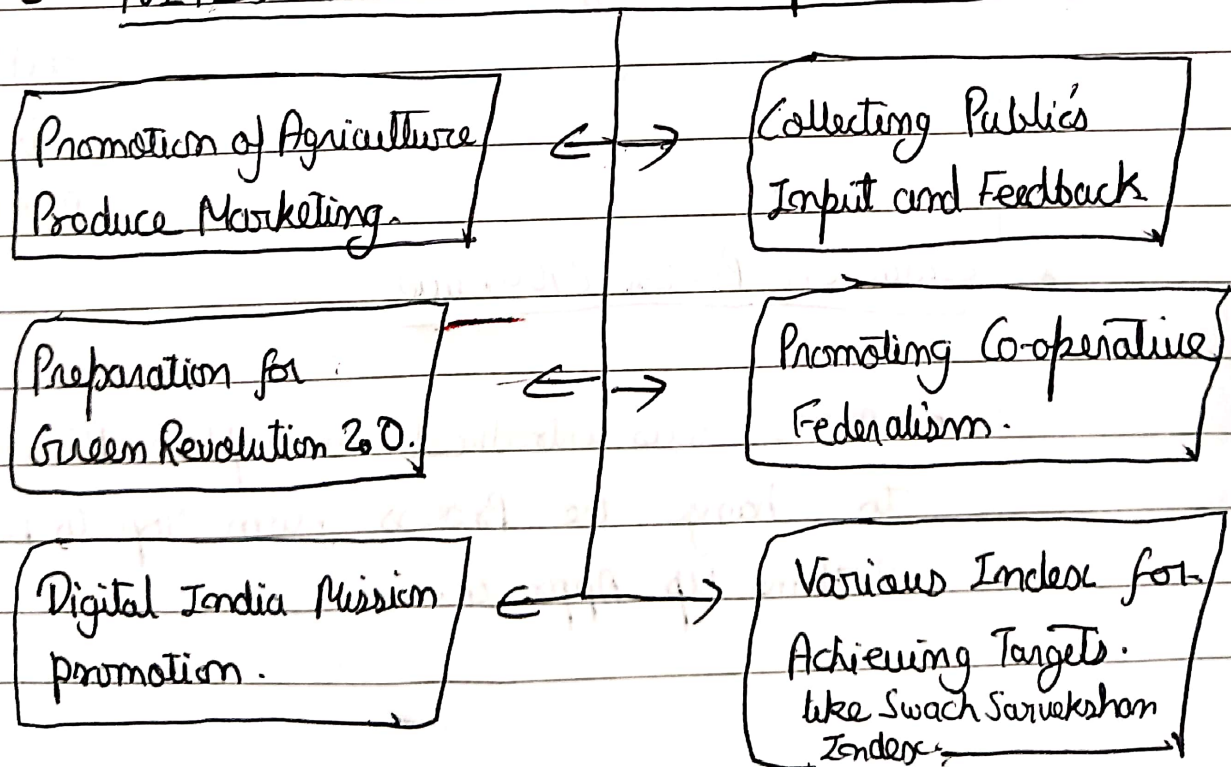 Promotion of Agriculture
Produce Marketing.
Collecting Public's
Input and Feedback
Preparation for
Green Revolution 2.0.
Promoting Co-operative
Federalism.
Digital India Mission
promotion.
Various Index for
Achieving Targets.
like Swach Sarvekshan
Index.